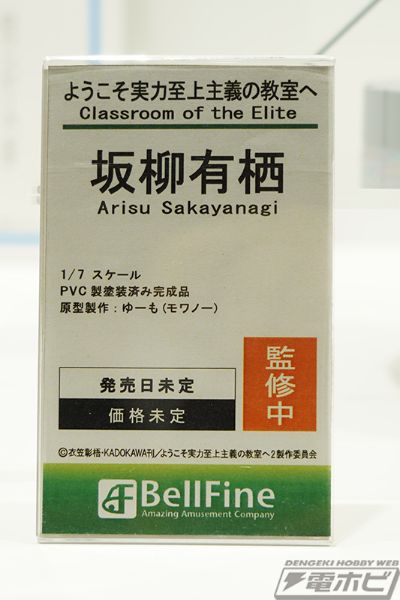 ようこそ実力至上主義の教室へ
Classroom of the Elite
坂柳有栖
Arisu Sakayanagi
1/7 スケール
PVC 製塗装済み完成品
原型製作：ゆーも(モワノー)
監修中
発売日未定
価格未定
©衣笠彰梧・KADOKAWA刊/ようこそ実力至上主義の教室へ2製作委員会
BellFine
Amazing Amusement Company
DENGEKI HOBBY WEB
電ホビ